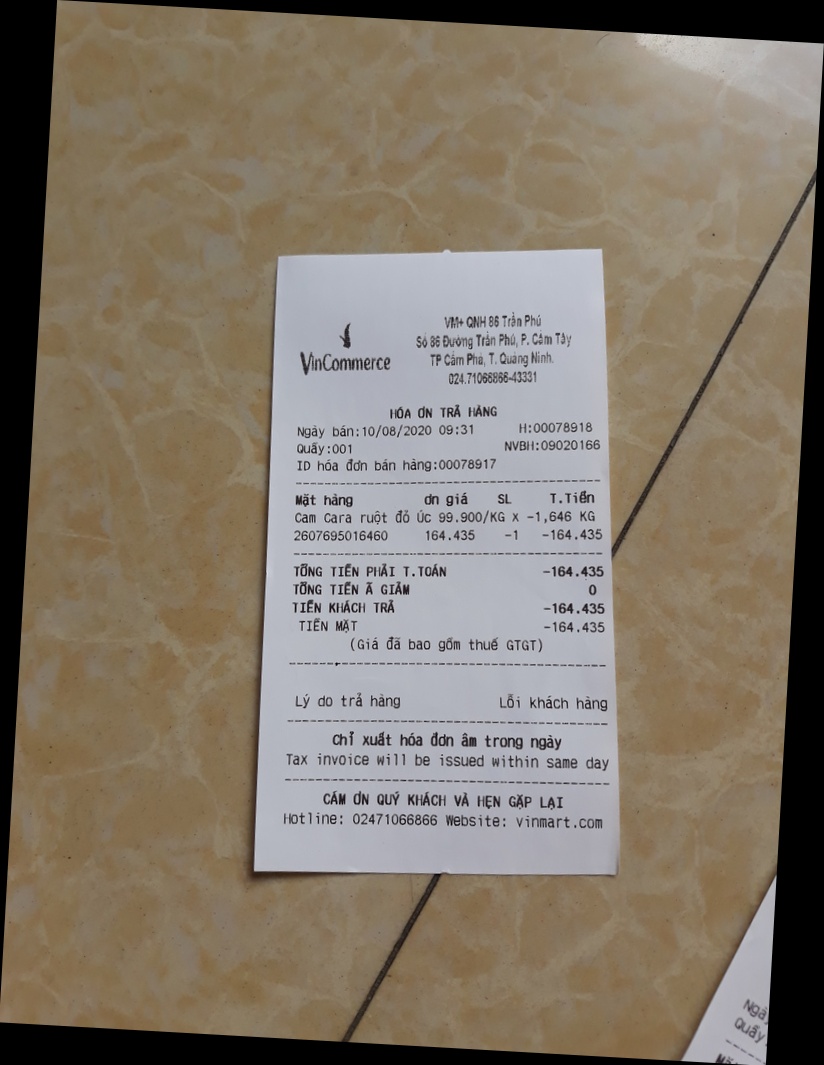 VinCommerce
VM+ QNH 86 Trần Phú
Số 86 Đường Trần Phú, P. Cẩm Tây
TP Cẩm Phả, T. Quảng Ninh.
024.71066866-43331
HÓA ƠN TRẢ HÀNG
Ngày bán:10/08/2020 09:31 H:00078918
Quầy:001 NVBH:09020166
ID hóa đơn bán hàng:00078917
Mặt hàng ơn giá SL T.Tiền
Cam Cara ruột đỏ Úc 99.900/KG x -1,646 KG
2607695016460 164.435 -1 -164.435
TỔNG TIỀN PHẢI T.TOÁN -164.435
TỔNG TIỀN Ã GIẢM 0
TIỀN KHÁCH TRẢ -164.435
TIỀN MẶT -164.435
(Giá đã bao gồm thuế GTGT)
Lý do trả hàng Lỗi khách hàng
Chỉ xuất hóa đơn âm trong ngày
Tax invoice will be issued within same day
CÁM ƠN QUÝ KHÁCH VÀ HẸN GẶP LẠI
Hotline: 02471066866 Website: vinmart.com
Quầy